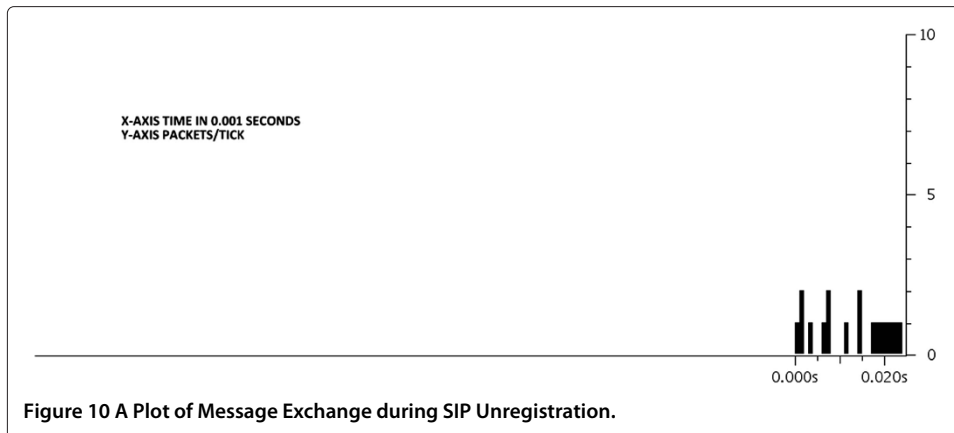 10
X-AXIS TIME IN 0.001 SECONDS
Y-AXIS PACKETS/TICK
5
0
0.000s 0.020s
Figure 10 A Plot of Message Exchange during SIP Unregistration.